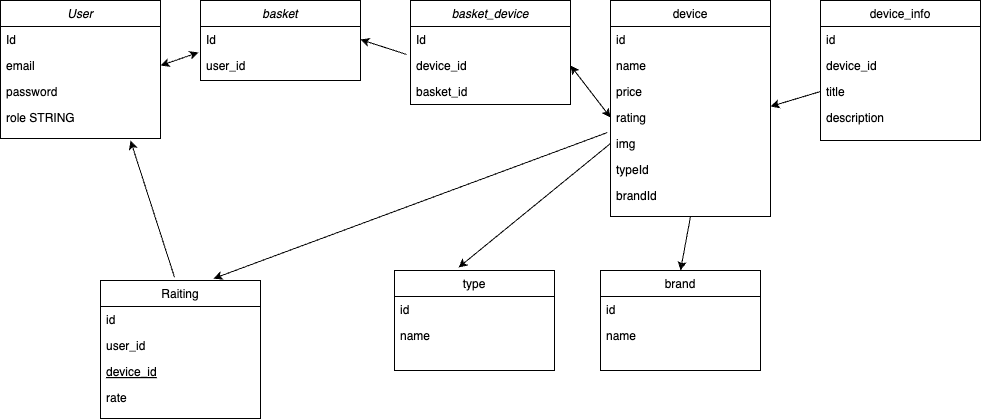 User
Id
email
password
role STRING
basket
Id
user_id
basket_device
Id
device_id
basket_id
device
id
name
price
rating
img
typeId
brandId
device_info
id
device_id
title
description
Raiting
id
user_id
device_id
rate
type
id
name
brand
id
name